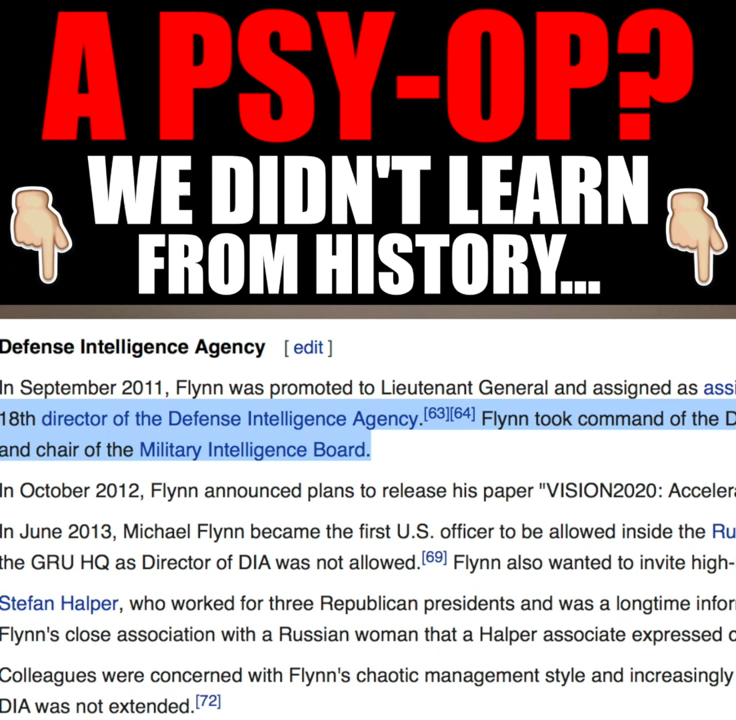 A PSY-OP?
WE DIDN'T LEARN
FROM HISTORY...
Defense Intelligence Agency [ edit ]
In September 2011, Flynn was promoted to Lieutenant General and assigned as
18th director of the Defense Intelligence Agency.[63][64] Flynn took command of the
and chair of the Military Intelligence Board.
In October 2012, Flynn announced plans to release his paper "VISION2020:
In June 2013, Michael Flynn became the first U.S. officer to be allowed inside the
the GRU HQ as Director of DIA was not allowed.[69] Flynn also wanted to invite high-
Stefan Halper, who worked for three Republican presidents and was a longtime
Flynn's close association with a Russian woman that a Halper associate expressed
Colleagues were concerned with Flynn's chaotic management style and increasingly
DIA was not extended.[72]